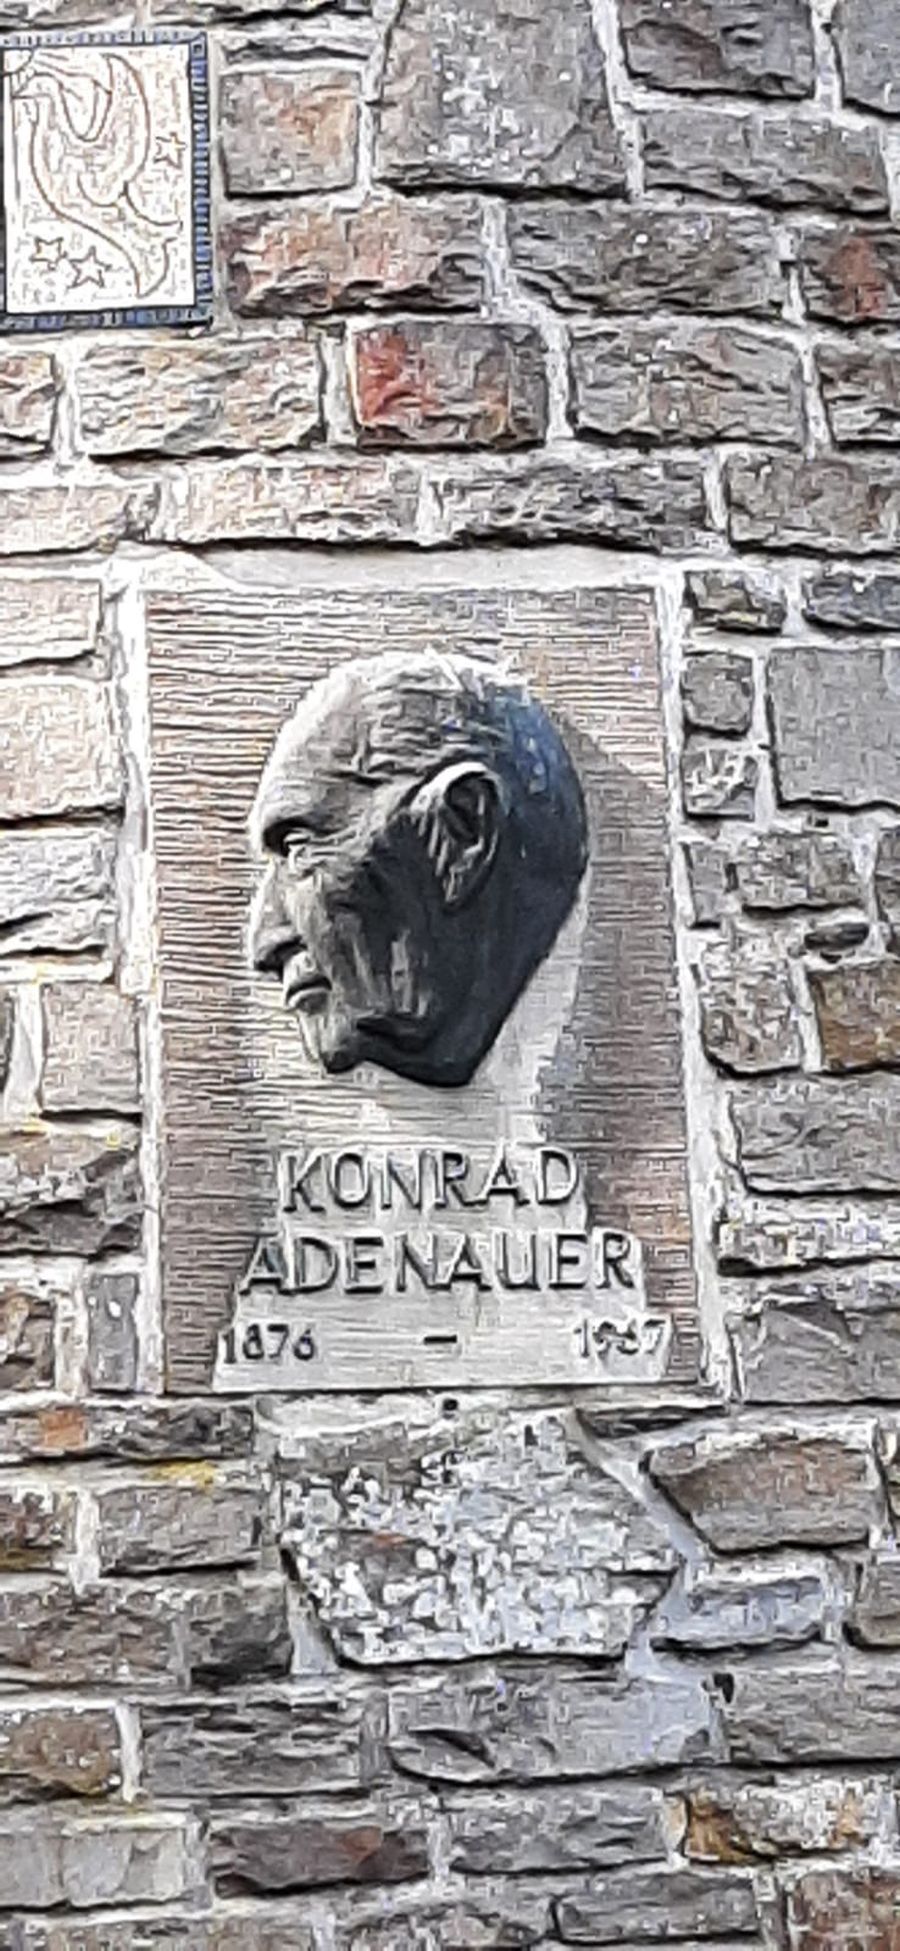 KONRAD
ADENAUER
1876 - 1967